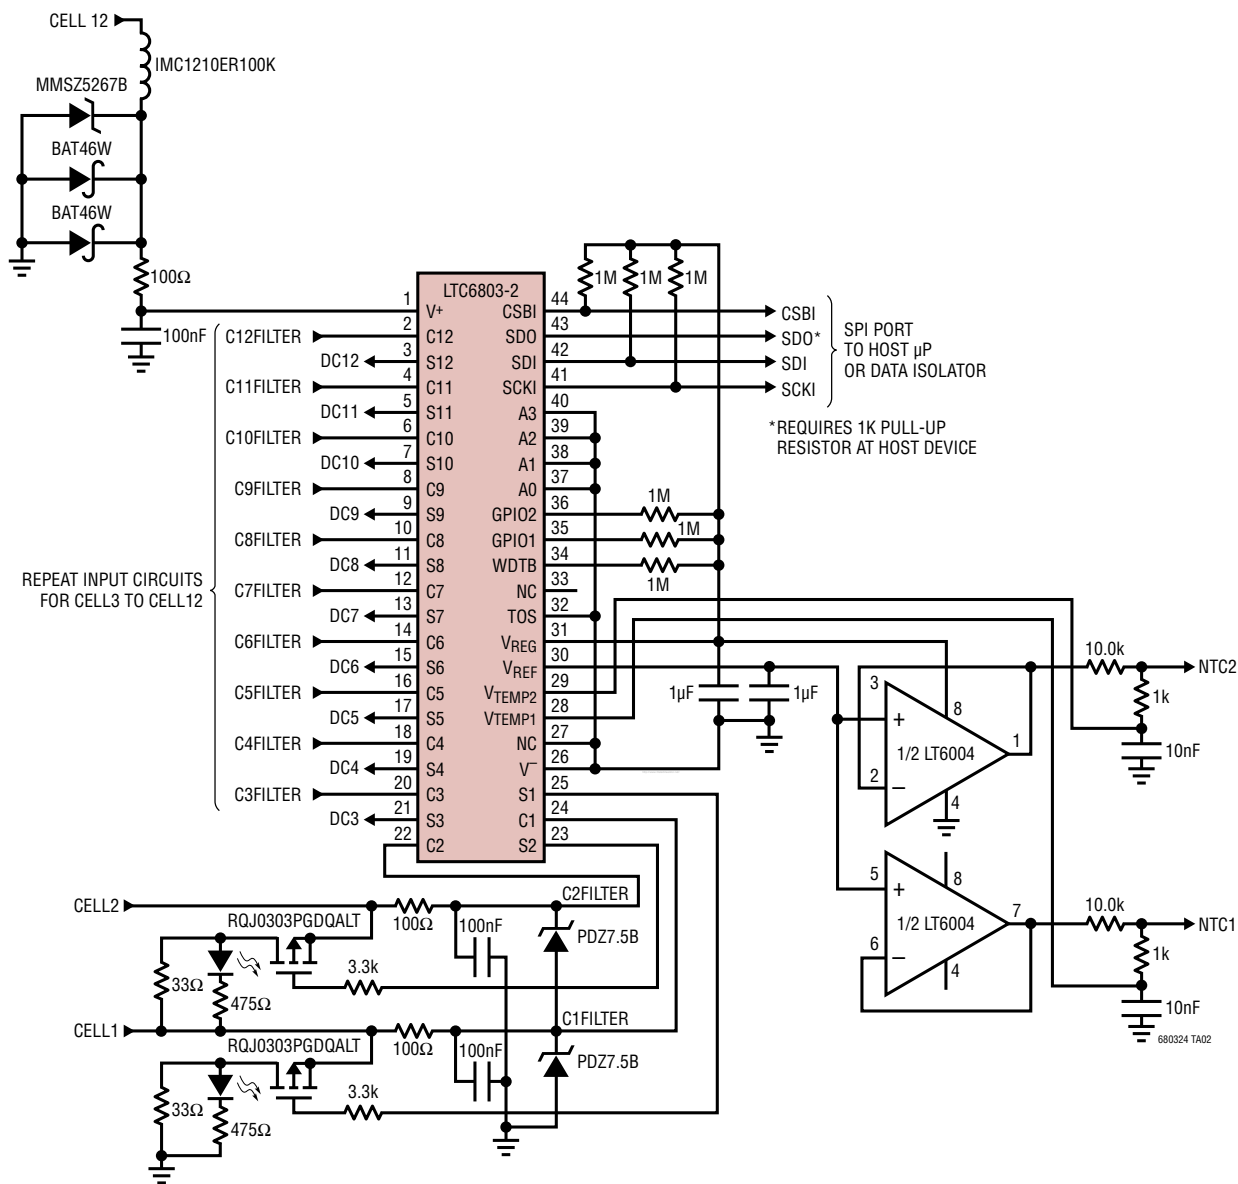 CELL 12
IMC1210ER100K
MMSZ5267B
BAT46W
BAT46W
100Ω
100nF
LTC6803-2
1
V+
2
C12FILTER
C12
3
DC12
S12
4
C11FILTER
C11
5
DC11
S11
6
C10FILTER
C10
7
DC10
S10
8
C9FILTER
C9
9
DC9
S9
10
C8FILTER
C8
11
DC8
S8
12
C7FILTER
C7
13
DC7
S7
14
C6FILTER
C6
15
DC6
S6
16
C5FILTER
C5
17
DC5
S5
18
C4FILTER
C4
19
DC4
S4
20
C3FILTER
C3
21
DC3
S3
22
C2
REPEAT INPUT CIRCUITS
FOR CELL3 TO CELL12
CSBI
44
SDO
43
SDI
42
SCKI
41
A3
40
A2
39
A1
38
A0
37
GPIO2
36
GPIO1
35
WDTB
34
NC
33
TOS
32
VREG
31
VREF
30
VTEMP2
29
VTEMP1
28
NC
27
V–
26
S1
25
C1
24
S2
23
1M
1M
1M
CSBI
SDO*
SDI
SCKI
SPI PORT
TO HOST µP
OR DATA ISOLATOR
*REQUIRES 1K PULL-UP
RESISTOR AT HOST DEVICE
1M
1M
1M
1µF
1µF
3
+
8
1/2 LT6004
1
2
–
4
10.0k
NTC2
1k
10nF
5
+
8
1/2 LT6004
7
6
–
4
10.0k
NTC1
1k
10nF
680324 TA02
CELL2
RQJ0303PGDQALT
100Ω
100nF
C2FILTER
PDZ7.5B
33Ω
475Ω
3.3k
CELL1
RQJ0303PGDQALT
100Ω
100nF
C1FILTER
PDZ7.5B
33Ω
475Ω
3.3k